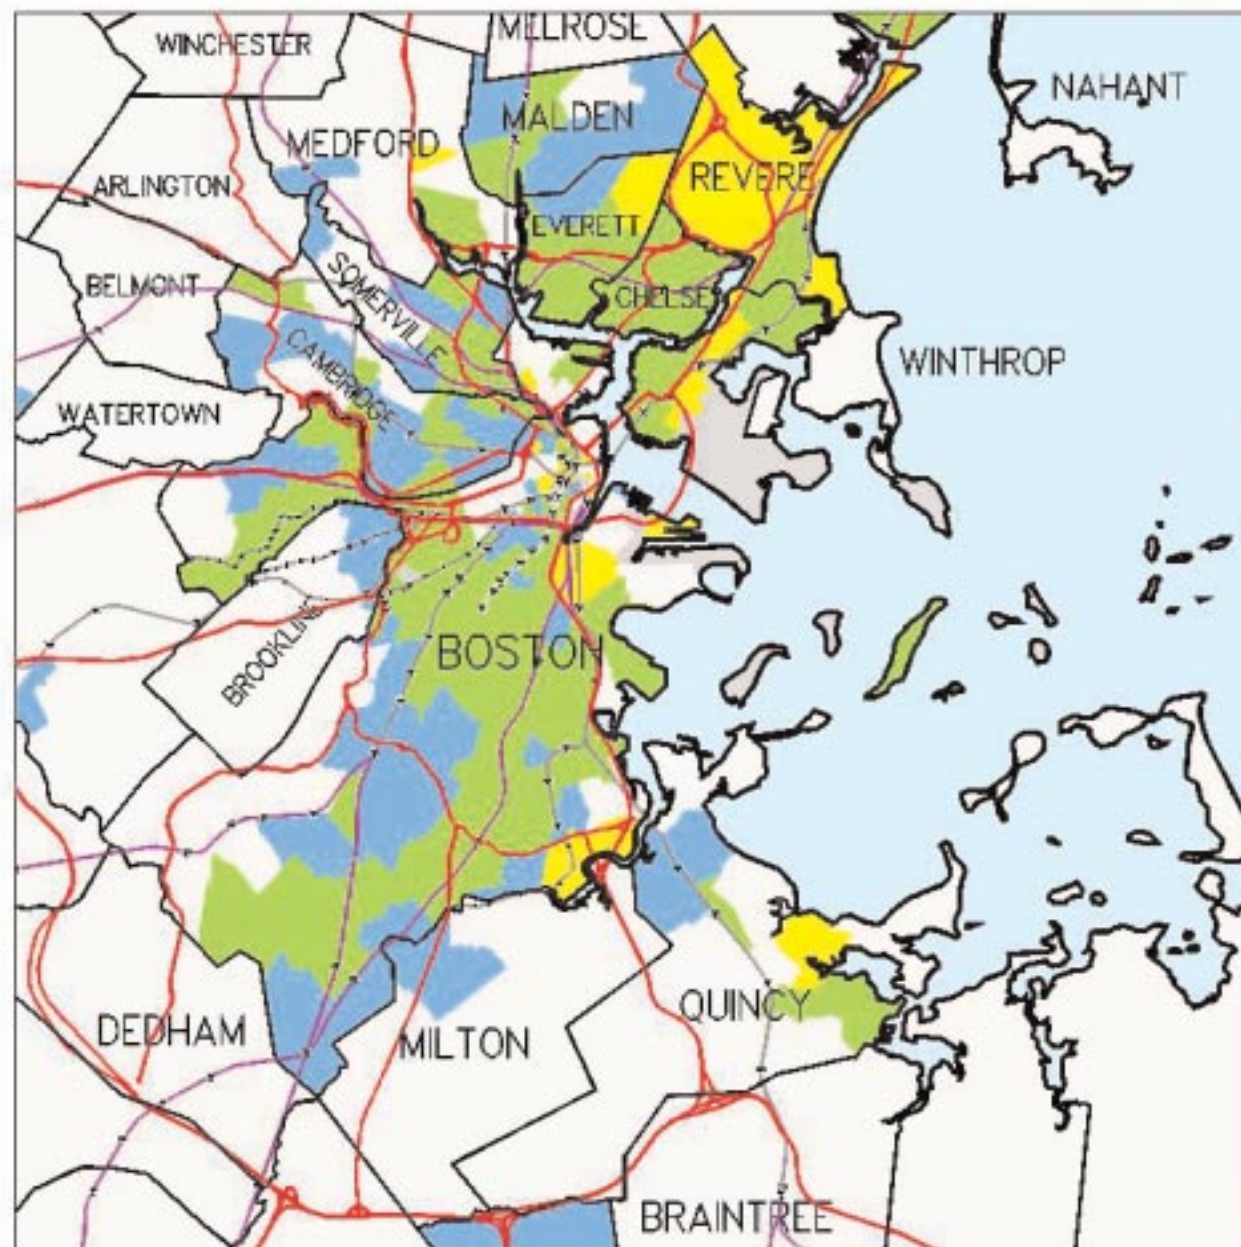 MELROSE
WINCHESTER
NAHANT
MALDEN
MEDFORD
REVERE
ARLINGTON
EVERETT
BELMONT
SOMERVILLE
CHELSE
CAMBRIDGE
WINTHROP
WATERTOWN
BOSTON
BROOKLINE
QUINCY
DEDHAM
MILTON
BRAINTREE